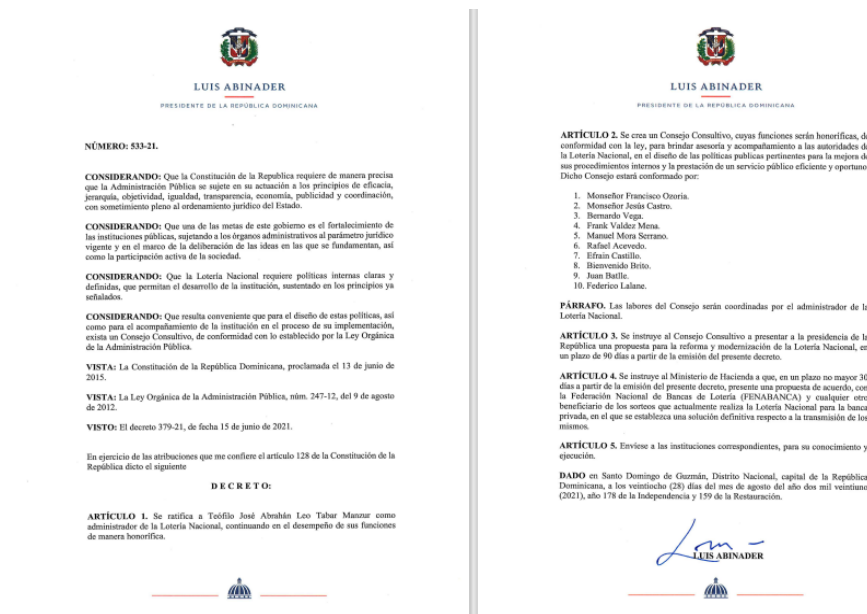 LUIS ABINADER
PRESIDENTE DE LA REPÚBLICA DOMINICANA
NÚMERO: 533-21.
CONSIDERANDO: Que la Constitución de la Republica requiere de manera precisa
que la Administración Pública se sujete en su actuación a los principios de eficacia,
jerarquía, objetividad, igualdad, transparencia, economía, publicidad y coordinación,
con sometimiento pleno al ordenamiento jurídico del Estado.
CONSIDERANDO: Que una de las metas de este gobierno es el fortalecimiento de
las instituciones públicas, sujetando a los órganos administrativos al parámetro jurídico
vigente y en el marco de la deliberación de las ideas en las que se fundamentan, así
como la participación activa de la sociedad.
CONSIDERANDO: Que la Lotería Nacional requiere políticas internas claras y
definidas, que permitan el desarrollo de la institución, sustentado en los principios ya
señalados.
CONSIDERANDO: Que resulta conveniente que para el diseño de estas políticas, así
como para el acompañamiento de la institución en el proceso de su implementación,
exista un Consejo Consultivo, de conformidad con lo establecido por la Ley Orgánica
de la Administración Pública.
VISTA: La Constitución de la República Dominicana, proclamada el 13 de junio de
2015.
VISTA: La Ley Orgánica de la Administración Pública, núm. 247-12, del 9 de agosto
de 2012.
VISTO: El decreto 379-21, de fecha 15 de junio de 2021.
En ejercicio de las atribuciones que me confiere el artículo 128 de la Constitución de la
República dicto el siguiente
DECRETO:
ARTÍCULO 1. Se ratifica a Teófilo José Abrahán Leo Tabar Manzur como
administrador de la Lotería Nacional, continuando en el desempeño de sus funciones
de manera honorífica.
LUIS ABINADER
PRESIDENTE DE LA REPÚBLICA DOMINICANA
ARTÍCULO 2. Se crea un Consejo Consultivo, cuyas funciones serán honoríficas, de
conformidad con la ley, para brindar asesoría y acompañamiento a las autoridades de
la Lotería Nacional, en el diseño de las políticas publicas pertinentes para la mejora de
sus procedimientos internos y la prestación de un servicio público eficiente y oportuno.
Dicho Consejo estará conformado por:
1. Monseñor Francisco Ozoria.
2. Monseñor Jesús Castro.
3. Bernardo Vega.
4. Frank Valdez Mena.
5. Manuel Mora Serrano.
6. Rafael Acevedo.
7. Efraín Castillo.
8. Bienvenido Brito.
9. Juan Batlle.
10. Federico Lalane.
PÁRRAFO. Las labores del Consejo serán coordinadas por el administrador de la
Lotería Nacional.
ARTÍCULO 3. Se instruye al Consejo Consultivo a presentar a la presidencia de la
República una propuesta para la reforma y modernización de la Lotería Nacional, en
un plazo de 90 días a partir de la emisión del presente decreto.
ARTÍCULO 4. Se instruye al Ministerio de Hacienda a que, en un plazo no mayor 30
días a partir de la emisión del presente decreto, presente una propuesta de acuerdo, con
la Federación Nacional de Bancas de Lotería (FENABANCA) y cualquier otro
beneficiario de los sorteos que actualmente realiza la Lotería Nacional para la banca
privada, en el que se establezca una solución definitiva respecto a la transmisión de los
mismos.
ARTÍCULO 5. Envíese a las instituciones correspondientes, para su conocimiento y
ejecución.
DADO en Santo Domingo de Guzmán, Distrito Nacional, capital de la República
Dominicana, a los veintiocho (28) días del mes de agosto del año dos mil veintiuno
(2021), año 178 de la Independencia y 159 de la Restauración.
LUIS ABINADER